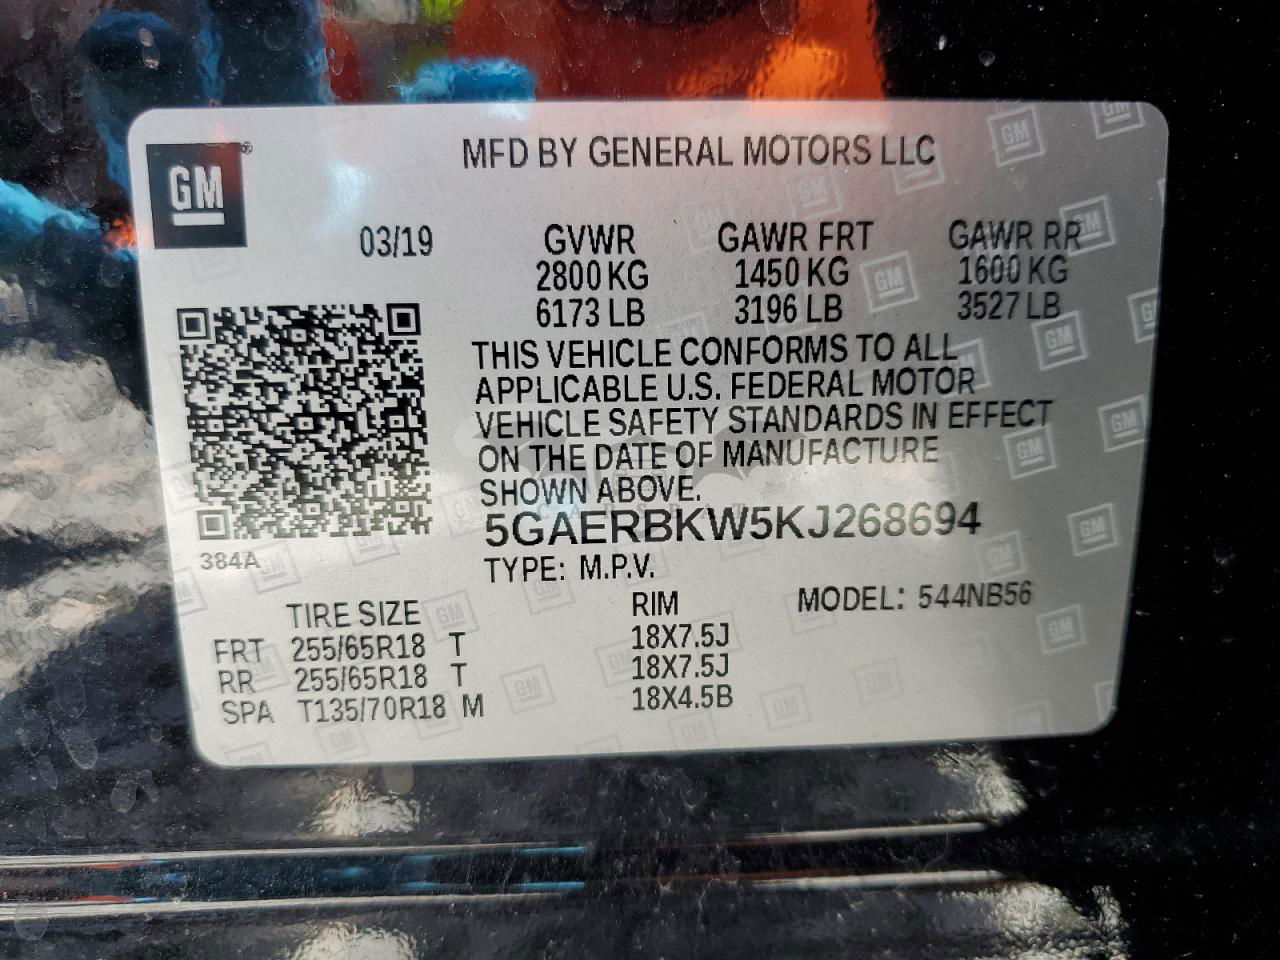 MFD BY GENERAL MOTORS LLC
GM®
03/19 GVWR GAWR FRT GAWR RR
2800 KG 1450 KG 1600 KG
6173 LB 3196 LB 3527 LB
THIS VEHICLE CONFORMS TO ALL
APPLICABLE U.S. FEDERAL MOTOR
VEHICLE SAFETY STANDARDS IN EFFECT
ON THE DATE OF MANUFACTURE
SHOWN ABOVE.
5GAERBKW5KJ268694
384A
TYPE: M.P.V.
TIRE SIZE RIM MODEL: 544NB56
FRT 255/65R18 T 18X7.5J
RR 255/65R18 T 18X7.5J
SPA T135/70R18 M 18X4.5B